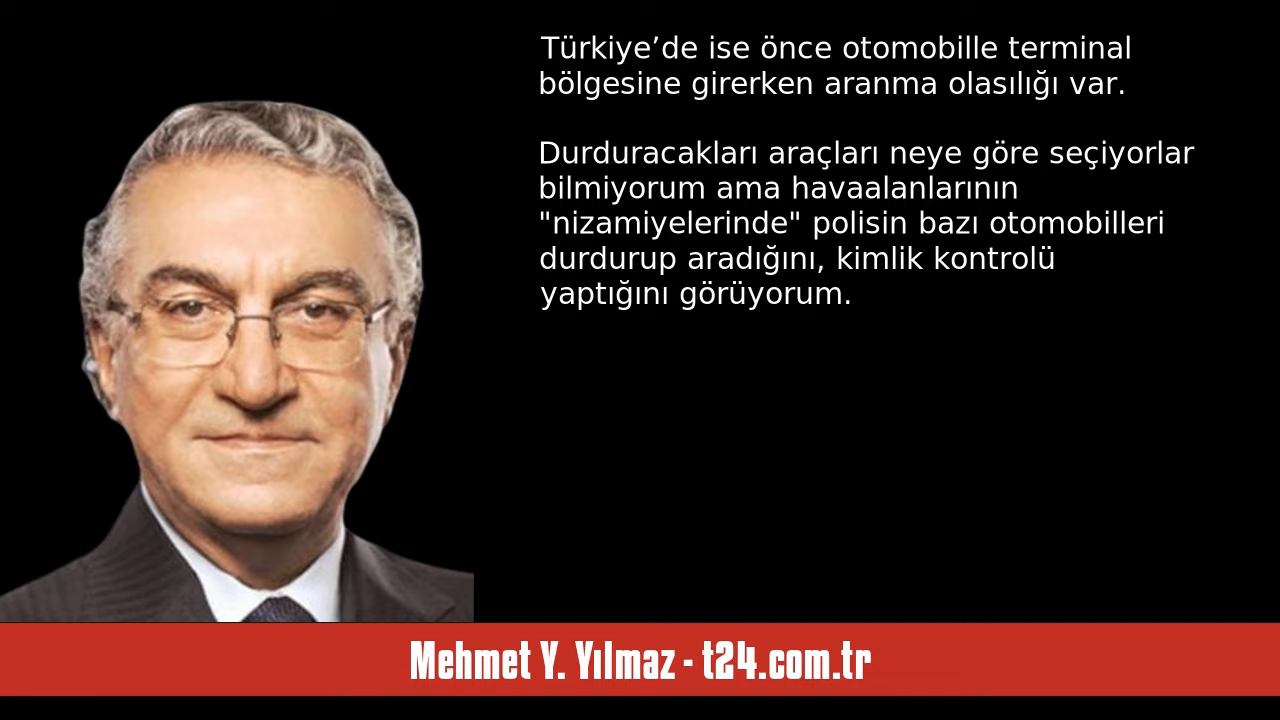 Türkiye’de ise önce otomobille terminal
bölgesine girerken aranma olasılığı var.
Durduracakları araçları neye göre seçiyorlar
bilmiyorum ama havaalanlarının
"nizamiyelerinde" polisin bazı otomobilleri
durdurup aradığını, kimlik kontrolü
yaptığını görüyorum.
Mehmet Y. Yılmaz - t24.com.tr